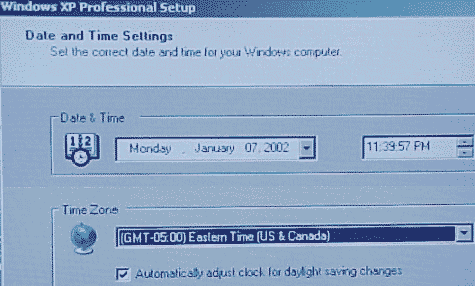 Windows XP Professional Setup
Date and Time Settings
Set the correct date and time for your Windows computer.
Date & Time
1 2
Monday , January 07, 2002
11:39:57 PM
Time Zone
(GMT-05:00) Eastern Time (US & Canada)
Automatically adjust clock for daylight saving changes